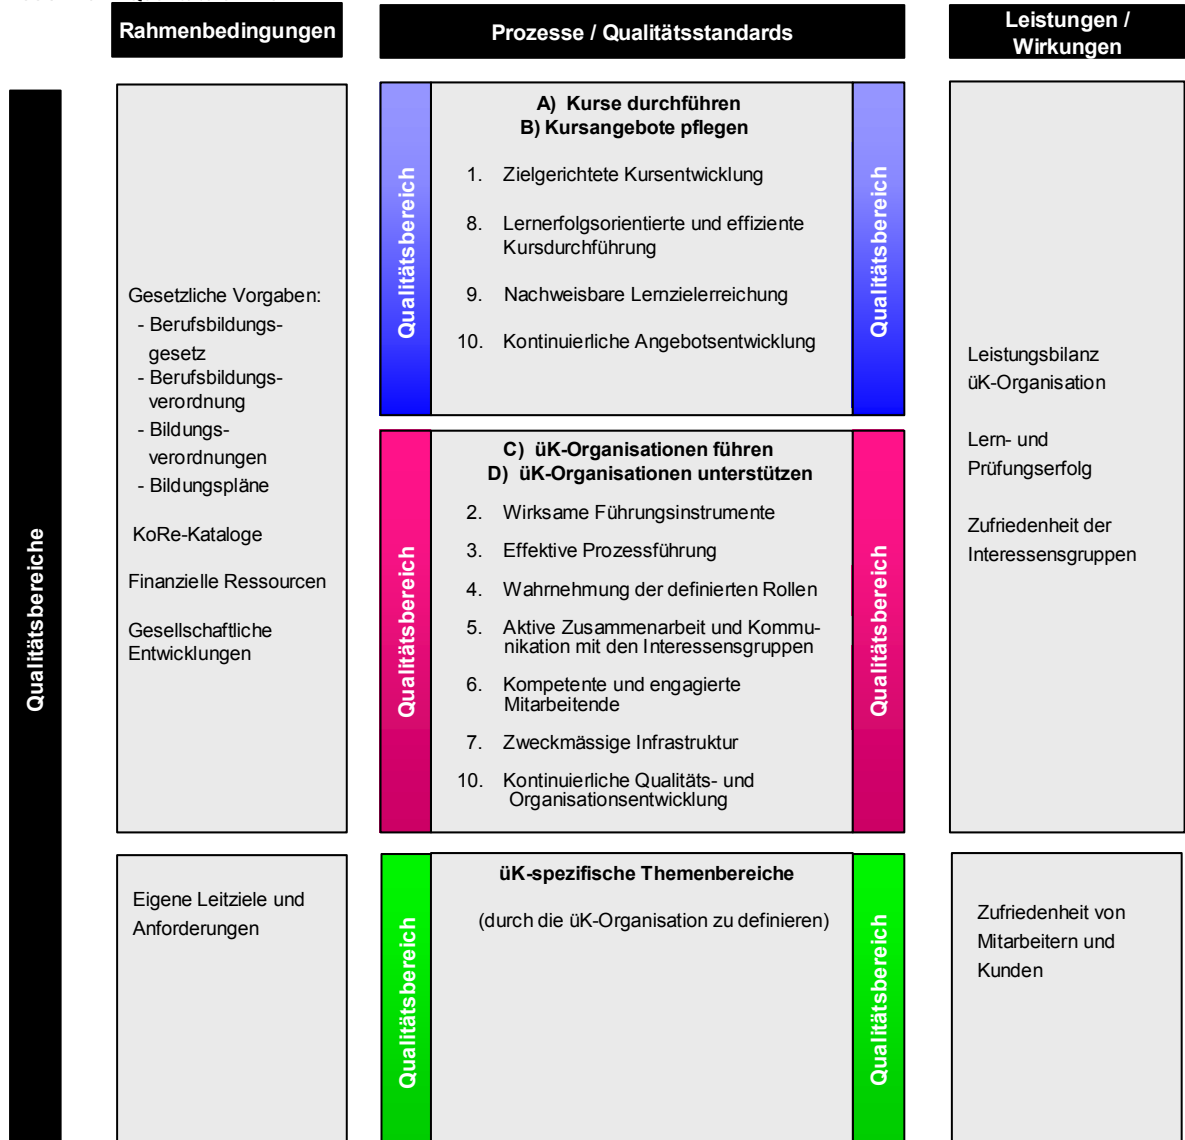 Rahmenbedingungen
Prozesse / Qualitätsstandards
Leistungen /
Wirkungen
Qualitätsbereiche
Gesetzliche Vorgaben:
- Berufsbildungs-
gesetz
- Berufsbildungs-
verordnung
- Bildungs-
verordnungen
- Bildungspläne
KoRe-Kataloge
Finanzielle Ressourcen
Gesellschaftliche
Entwicklungen
Qualitätsbereich
A) Kurse durchführen
B) Kursangebote pflegen
1. Zielgerichtete Kursentwicklung
8. Lernerfolgsorientierte und effiziente
Kursdurchführung
9. Nachweisbare Lernzielerreichung
10. Kontinuierliche Angebotsentwicklung
Qualitätsbereich
Qualitätsbereich
C) üK-Organisationen führen
D) üK-Organisationen unterstützen
2. Wirksame Führungsinstrumente
3. Effektive Prozessführung
4. Wahrnehmung der definierten Rollen
5. Aktive Zusammenarbeit und Kommu-
nikation mit den Interessensgruppen
6. Kompetente und engagierte
Mitarbeitende
7. Zweckmässige Infrastruktur
10. Kontinuierliche Qualitäts- und
Organisationsentwicklung
Qualitätsbereich
Leistungsbilanz
üK-Organisation
Lern- und
Prüfungserfolg
Zufriedenheit der
Interessensgruppen
Eigene Leitziele und
Anforderungen
Qualitätsbereich
üK-spezifische Themenbereiche
(durch die üK-Organisation zu definieren)
Qualitätsbereich
Zufriedenheit von
Mitarbeitern und
Kunden